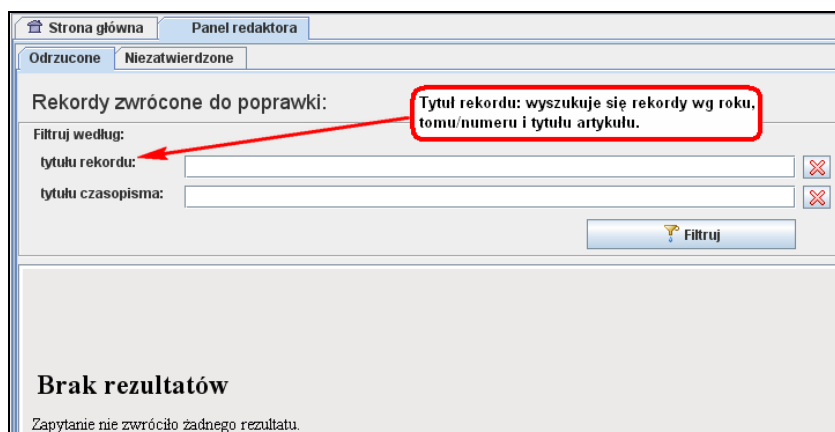 Strona główna Panel redaktora
Odrzucone Niezatwierdzone
Rekordy zwrócone do poprawki:
Tytuł rekordu: wyszukuje się rekordy wg roku,
tomu/numeru i tytułu artykułu.
Filtruj według:
tytułu rekordu:
tytułu czasopisma:
Filtruj
Brak rezultatów
Zapytanie nie zwróciło żadnego rezultatu.